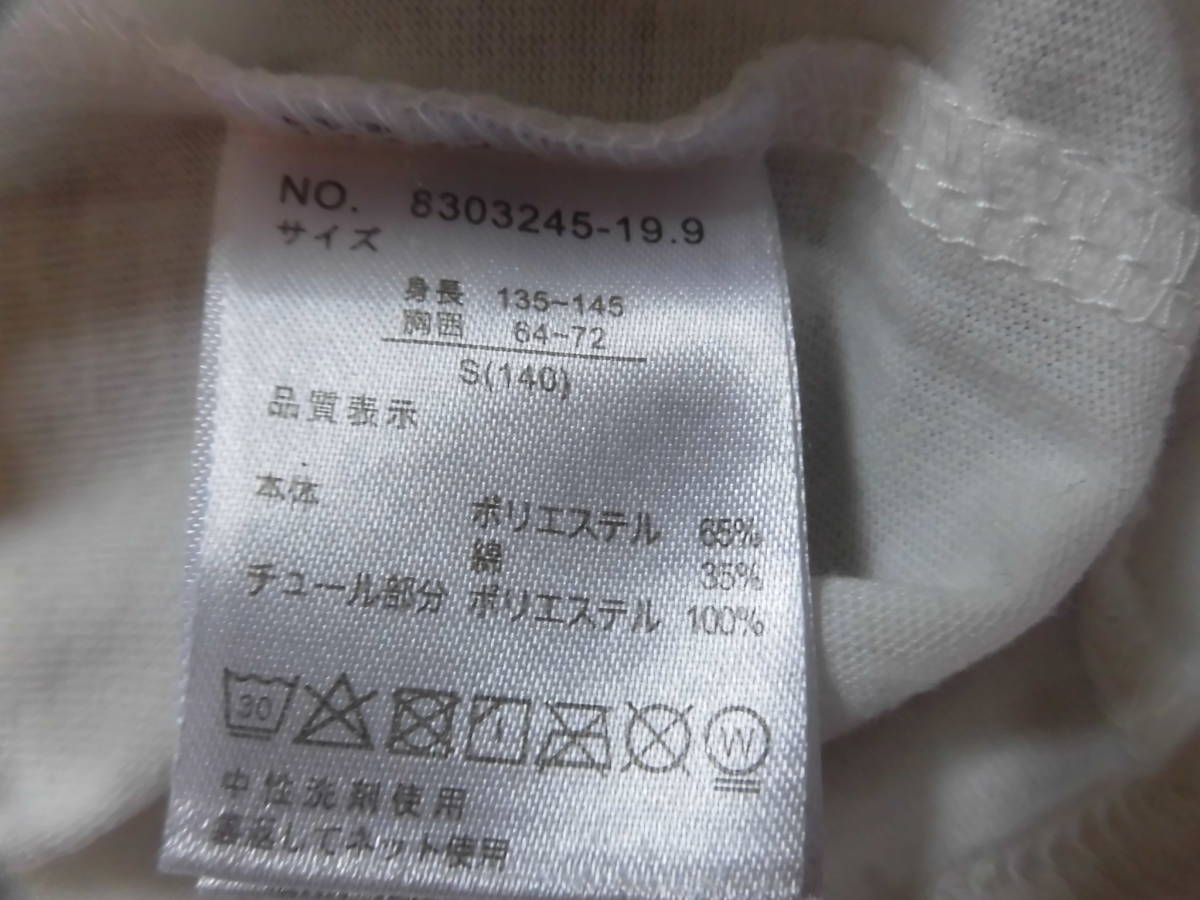 NO. 8303245-19.9
サイズ
身長 135-145
胸囲 64-72
S(140)
品質表示
本体 ポリエステル 65%
綿 35%
チュール部分 ポリエステル 100%
30
W
中性洗剤使用
裏返してネット使用